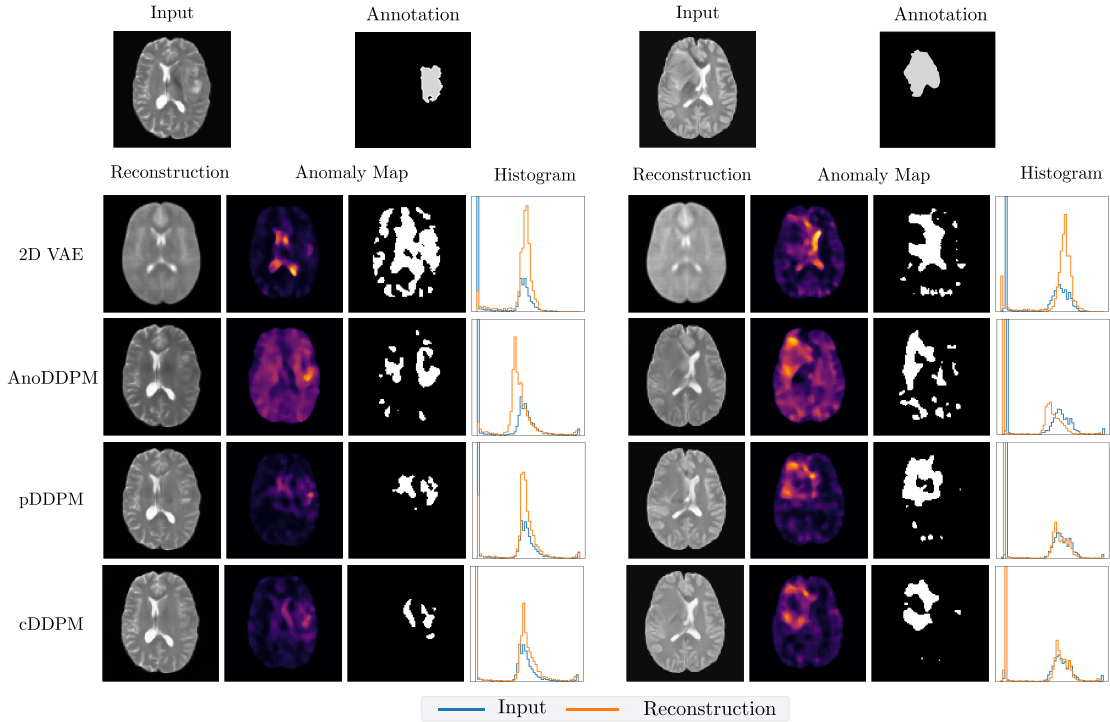 Input Annotation Input Annotation
Reconstruction Anomaly Map Histogram Reconstruction Anomaly Map Histogram
2D VAE
AnoDDPM
pDDPM
cDDPM
Input Reconstruction